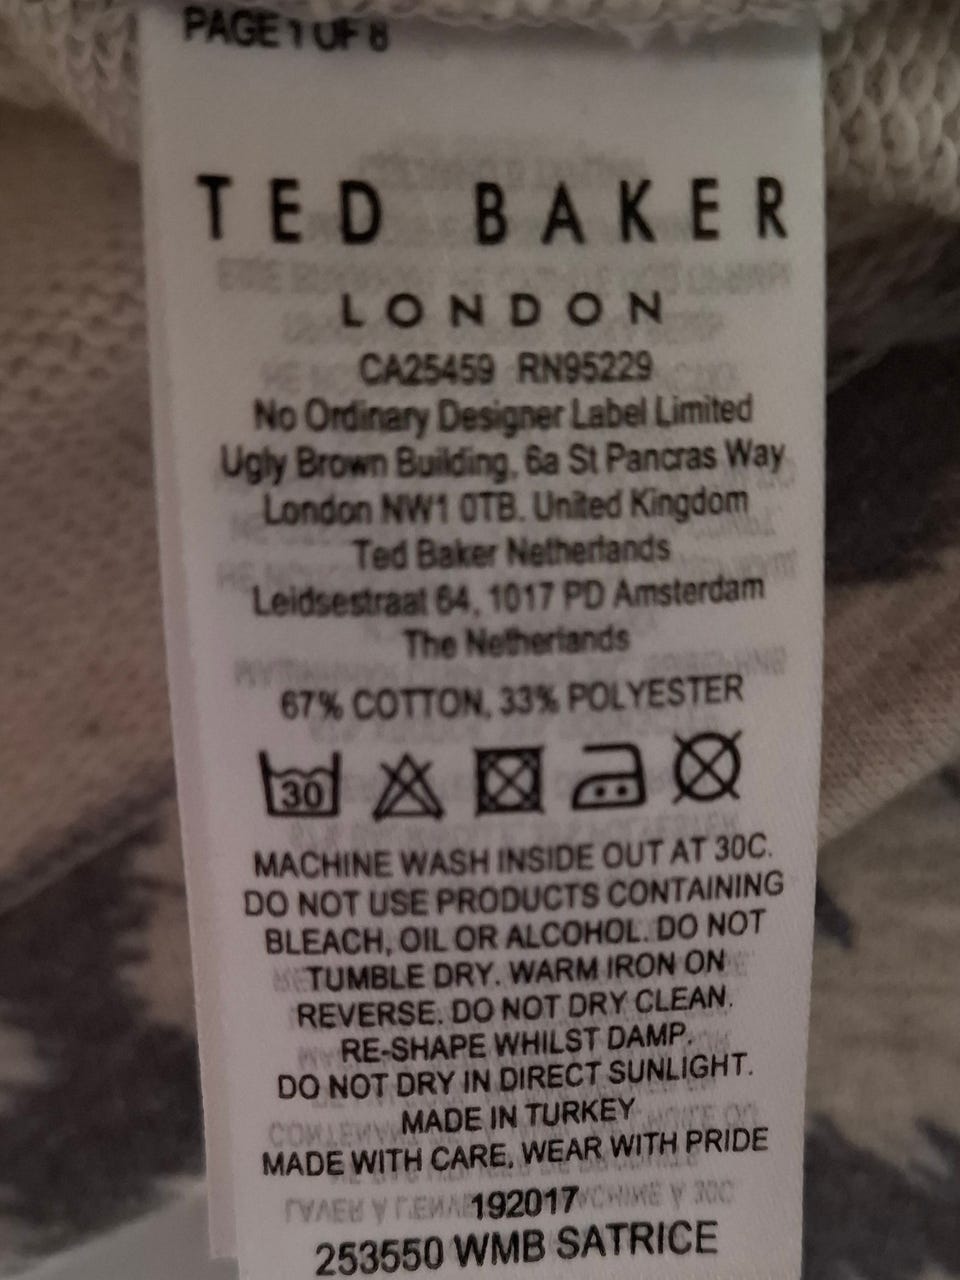 PAGE 1 OF 8
TED BAKER
LONDON
CA25459 RN95229
No Ordinary Designer Label Limited
Ugly Brown Building, 6a St Pancras Way
London NW1 0TB. United Kingdom
Ted Baker Netherlands
Leidsestraat 64, 1017 PD Amsterdam
The Netherlands
67% COTTON, 33% POLYESTER
30
MACHINE WASH INSIDE OUT AT 30C.
DO NOT USE PRODUCTS CONTAINING
BLEACH, OIL OR ALCOHOL. DO NOT
TUMBLE DRY. WARM IRON ON
REVERSE. DO NOT DRY CLEAN.
RE-SHAPE WHILST DAMP.
DO NOT DRY IN DIRECT SUNLIGHT.
MADE IN TURKEY
MADE WITH CARE, WEAR WITH PRIDE
192017
253550 WMB SATRICE